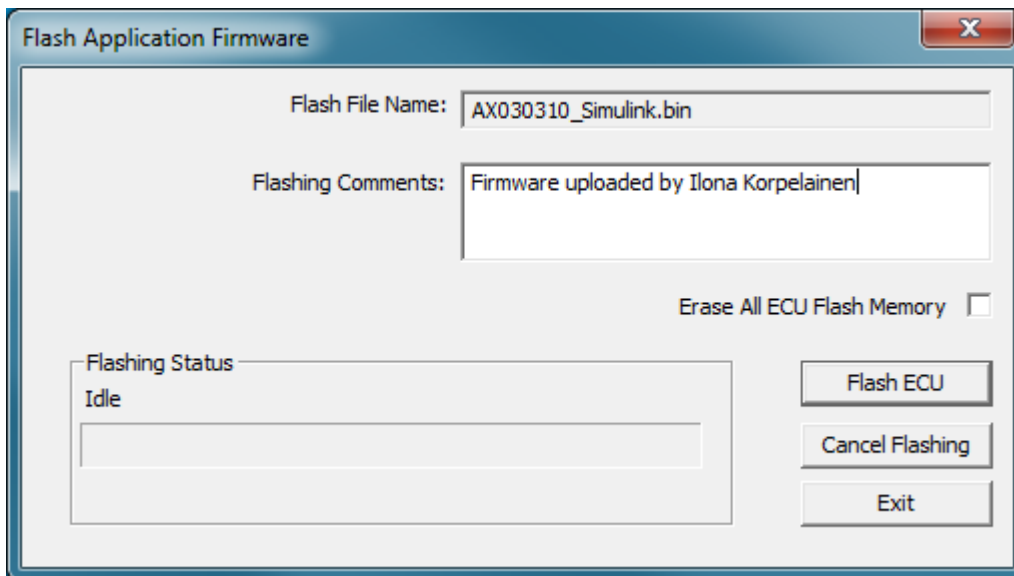 Flash Application Firmware
Flash File Name: AX030310_Simulink.bin
Flashing Comments: Firmware uploaded by Ilona Korpelainen
Erase All ECU Flash Memory
Flashing Status
Idle
Flash ECU
Cancel Flashing
Exit